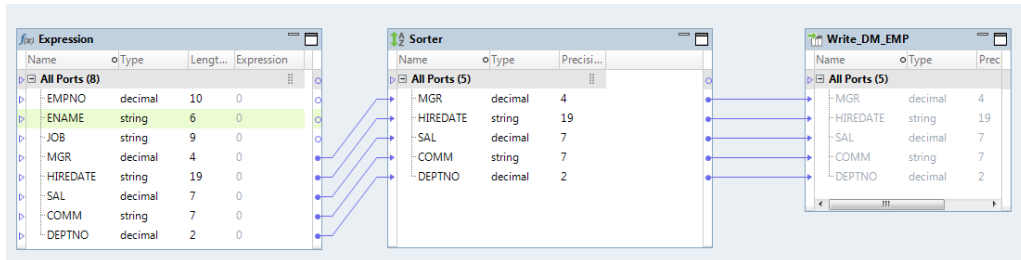 f(x) Expression
Name Type Lengt... Expression
All Ports (8)
EMPNO decimal 10 0
ENAME string 6 0
JOB string 9 0
MGR decimal 4 0
HIREDATE string 19 0
SAL decimal 7 0
COMM string 7 0
DEPTNO decimal 2 0
A Z Sorter
Name Type Precisi...
All Ports (5)
MGR decimal 4
HIREDATE string 19
SAL decimal 7
COMM string 7
DEPTNO decimal 2
Write_DM_EMP
Name Type Prec
All Ports (5)
MGR decimal 4
HIREDATE string 19
SAL decimal 7
COMM string 7
DEPTNO decimal 2